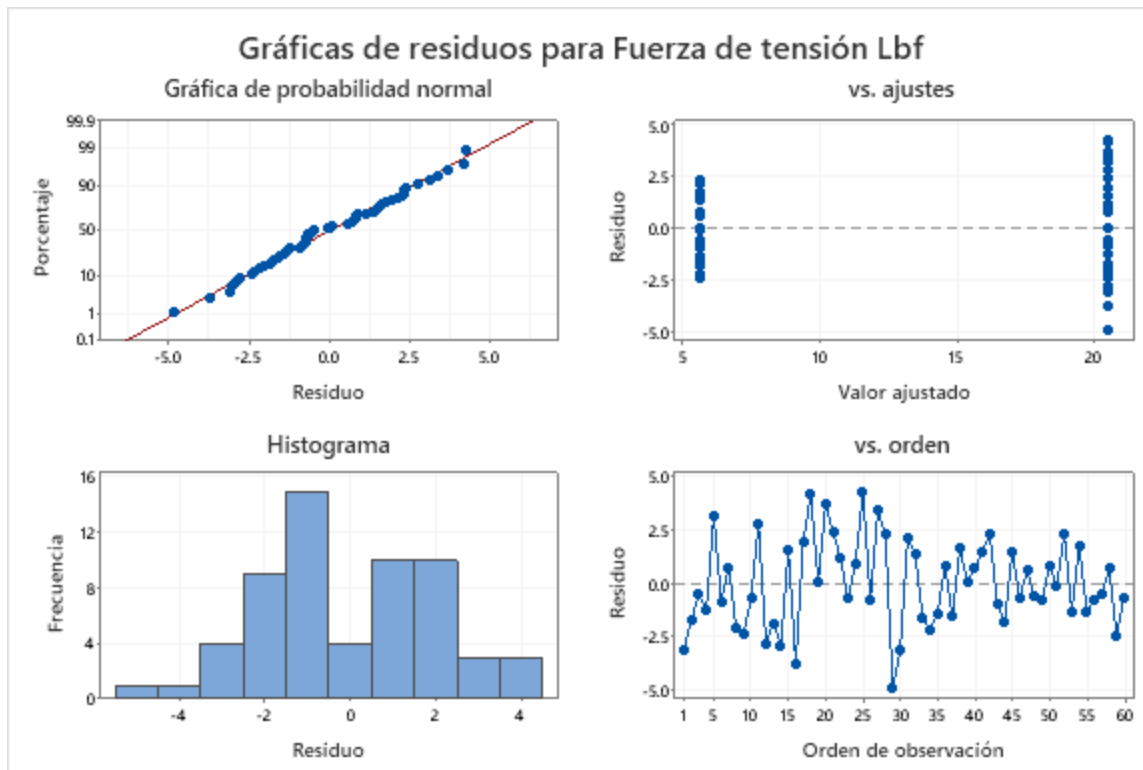 Gráficas de residuos para Fuerza de tensión Lbf
Gráfica de probabilidad normal
99.9
99
90
50
10
1
0.1
Porcentaje
-5.0 -2.5 0.0 2.5 5.0
Residuo
vs. ajustes
5.0
2.5
0.0
-2.5
-5.0
Residuo
5 10 15 20
Valor ajustado
Histograma
16
12
8
4
0
Frecuencia
-4 -2 0 2 4
Residuo
vs. orden
5.0
2.5
0.0
-2.5
-5.0
Residuo
1 5 10 15 20 25 30 35 40 45 50 55 60
Orden de observación